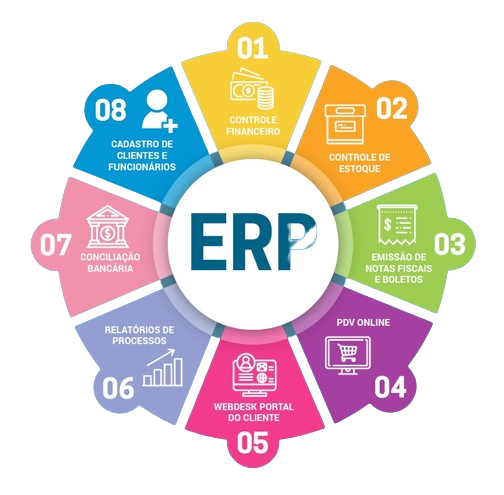 01
CONTROLE
FINANCEIRO
02
CONTROLE DE
ESTOQUE
03
EMISSÃO DE
NOTAS FISCAIS
E BOLETOS
PDV ONLINE
04
WEBDESK PORTAL
DO CLIENTE
05
RELATÓRIOS DE
PROCESSOS
06
07
CONCILIAÇÃO
BANCÁRIA
08
CADASTRO DE
CLIENTES E
FUNCIONÁRIOS
ERP